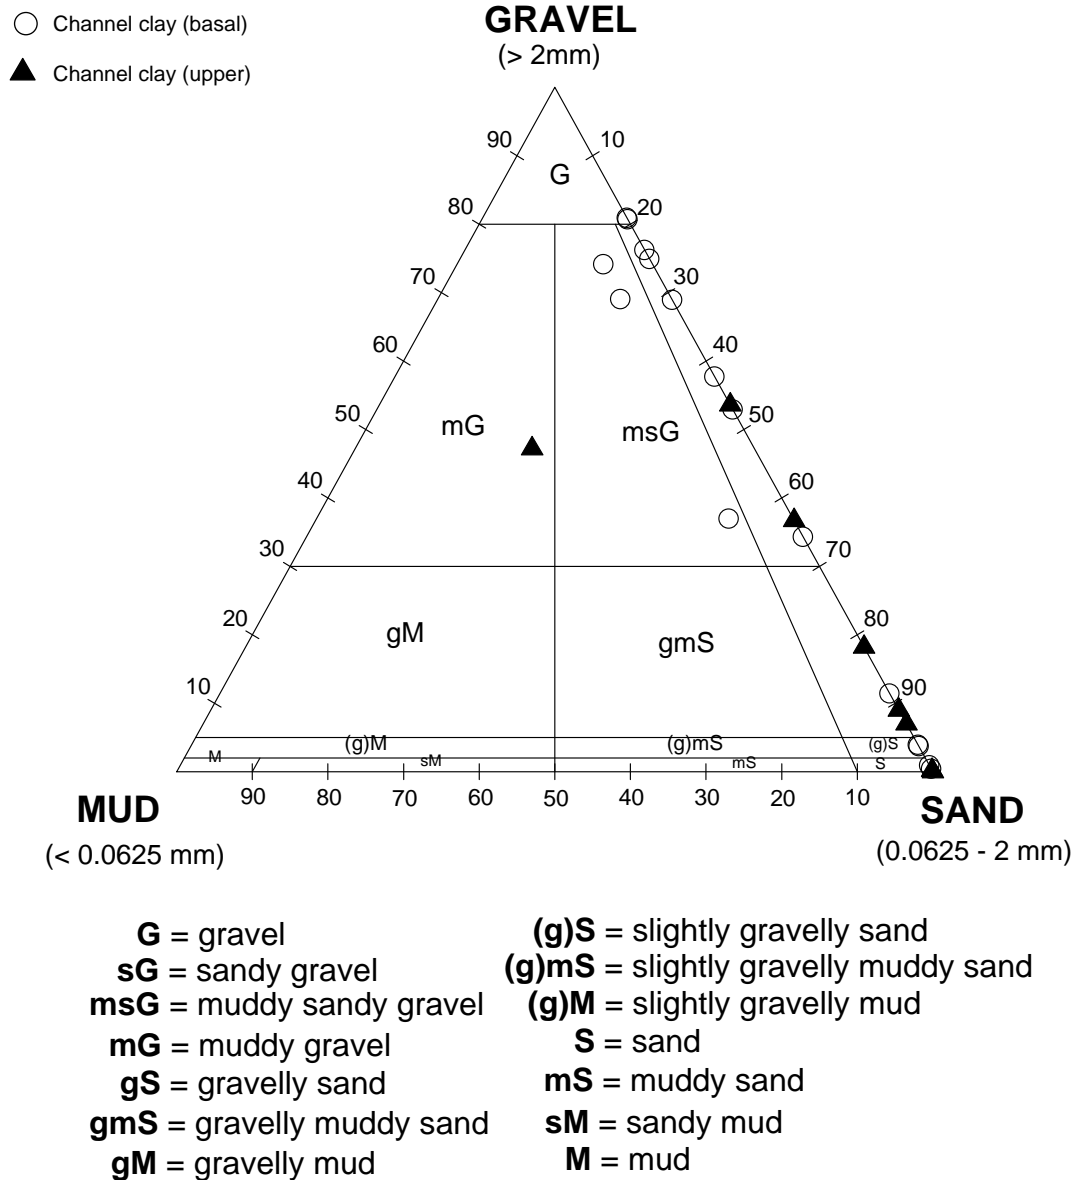 Channel clay (basal)
Channel clay (upper)
GRAVEL
(> 2mm)
90
10
G
80
20
70
30
60
40
50
mG
msG
50
40
60
30
70
20
gM
gmS
80
10
90
M
(g)M
sM
(g)mS
mS
(g)S
S
90
80
70
60
50
40
30
20
10
MUD
(< 0.0625 mm)
SAND
(0.0625 - 2 mm)
G = gravel
sG = sandy gravel
msG = muddy sandy gravel
mG = muddy gravel
gS = gravelly sand
gmS = gravelly muddy sand
gM = gravelly mud
(g)S = slightly gravelly sand
(g)mS = slightly gravelly muddy sand
(g)M = slightly gravelly mud
S = sand
mS = muddy sand
sM = sandy mud
M = mud